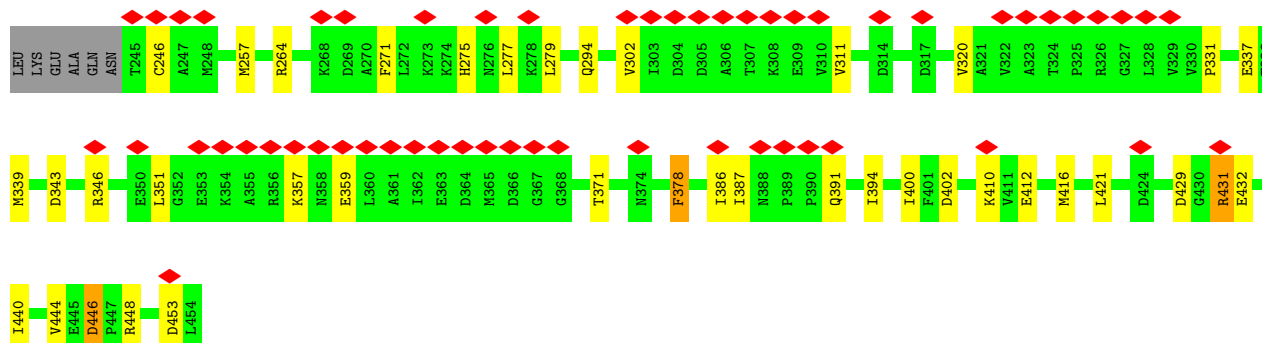 LEU LYS GLU ALA GLN ASN T245 C246 A247 M248 M257 R264 K268 D269 A270 F271 L272 K273 K274 H275 N276 L277 K278 L279 Q294 V302 I303 D304 D305 A306 T307 K308 E309 V310 V311 D314 D317 V320 A321 V322 A323 T324 P325 R326 G327 L328 V329 V330 P331 E337
M339 D343 R346 E350 L351 G352 E353 K354 A355 R356 K357 N358 E359 L360 A361 I362 E363 D364 M365 D366 G367 G368 T371 N374 F378 I386 I387 N388 P389 P390 Q391 I394 I400 F401 D402 K410 V411 E412 M416 L421 D424 D429 G430 R431 E432
I440 V444 E445 D446 P447 R448 D453 L454